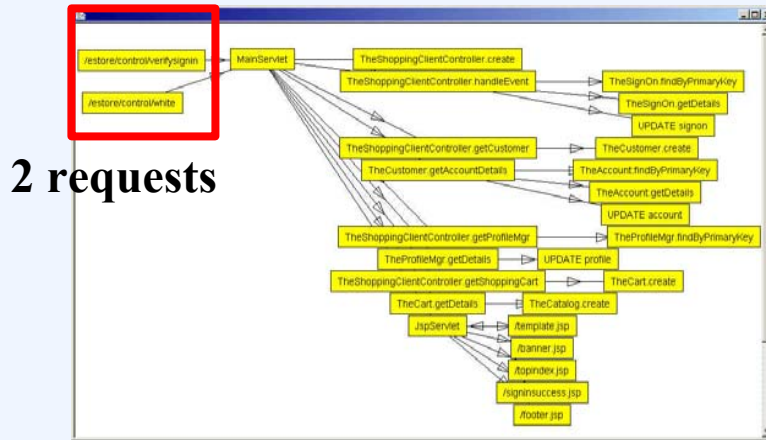 /estore/control/verifysignin MainServlet TheShoppingClientController.create
TheShoppingClientController.handleEvent TheSignOn.findByPrimaryKey
/estore/control/white TheSignOn.getDetails
UPDATE signon
TheShoppingClientController.getCustomer TheCustomer.create
2 requests TheCustomer.getAccountDetails TheAccount.findByPrimaryKey
TheAccount.getDetails
UPDATE account
TheShoppingClientController.getProfileMgr TheProfileMgr.findByPrimaryKey
TheProfileMgr.getDetails UPDATE profile
TheShoppingClientController.getShoppingCart TheCart.create
TheCart.getDetails TheCatalog.create
JspServlet /template.jsp
/banner.jsp
/topindex.jsp
/signinsuccess.jsp
/footer.jsp